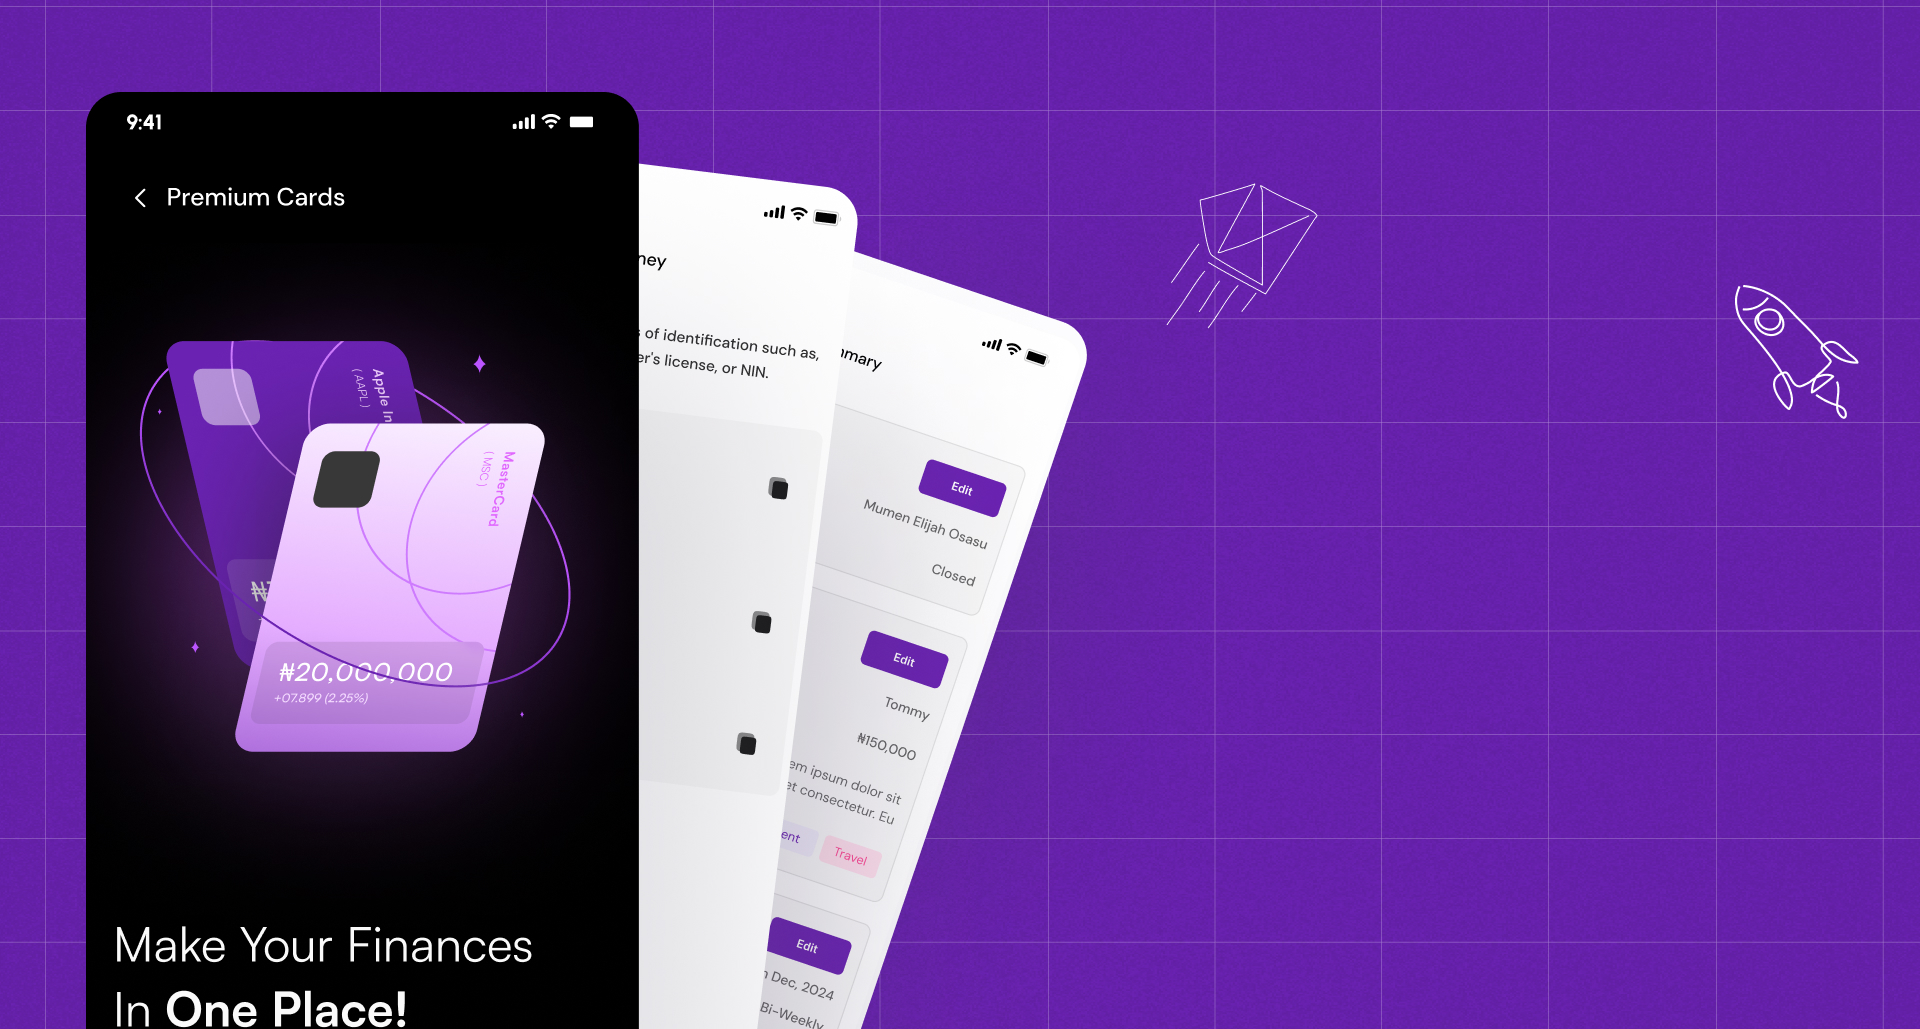 9:41
Premium Cards
Apple In
( AAPL )
MasterCard
( MSC )
₦
₦20,000,000
+07.899 (2.25%)
Make Your Finances
In One Place!
ney
s of identification such as,
er's license, or NIN.
mary
Edit
Mumen Elijah Osasu
Closed
Edit
Tommy
₦150,000
em ipsum dolor sit
et consectetur. Eu
ent
Travel
Edit
Dec, 2024
Bi-Weekly